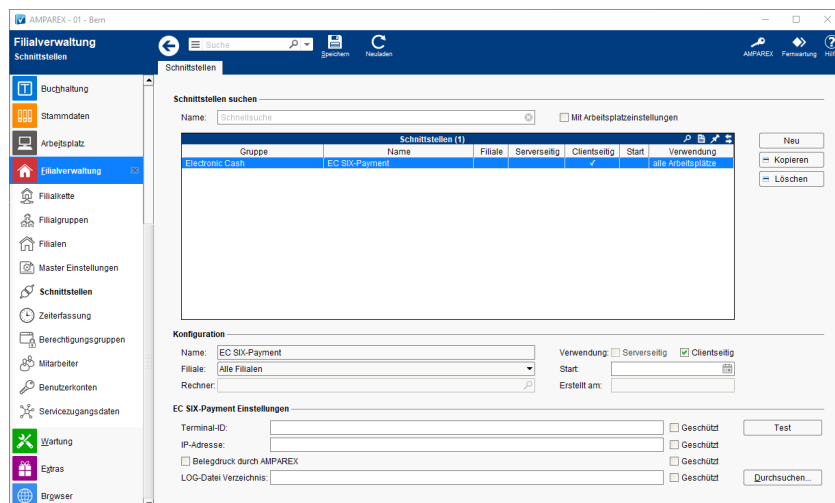 AMPAREX - 01 - Bern
Filialverwaltung
Schnittstellen
Suche
Speichern
Neuladen
AMPAREX
Fernwartung
Hilf
Schnittstellen
Buchhaltung
Stammdaten
Arbeitsplatz
Filialverwaltung
Filialkette
Filialgruppen
Filialen
Master Einstellungen
Schnittstellen
Zeiterfassung
Berechtigungsgruppen
Mitarbeiter
Benutzerkonten
Servicezugangsdaten
Wartung
Extras
Browser
Schnittstellen suchen
Name: Schnellsuche Mit Arbeitsplatzeinstellungen
Schnittstellen (1)
Gruppe Name Filiale Serverseitig Clientseitig Start Verwendung
Electronic Cash EC SIX-Payment ✓ alle Arbeitsplätze
Neu
Kopieren
Löschen
Konfiguration
Name: EC SIX-Payment Verwendung: Serverseitig Clientseitig
Filiale: Alle Filialen Start:
Rechner: Erstellt am:
EC SIX-Payment Einstellungen
Terminal-ID: Geschützt Test
IP-Adresse: Geschützt
Belegdruck durch AMPAREX Geschützt
LOG-Datei Verzeichnis: Geschützt Durchsuchen...